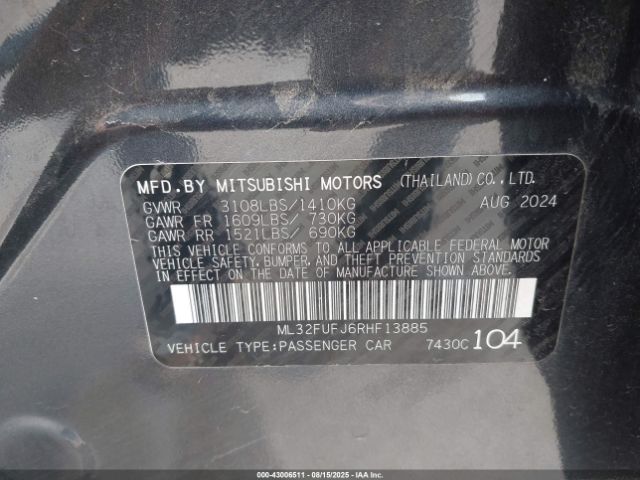 MFD.BY MITSUBISHI MOTORS (THAILAND)CO.,LTD.
GVWR 3108LBS/1410KG AUG 2024
GAWR FR 1609LBS/ 730KG
GAWR RR 1521LBS/ 690KG
THIS VEHICLE CONFORMS TO ALL APPLICABLE FEDERAL MOTOR
VEHICLE SAFETY, BUMPER, AND THEFT PREVENTION STANDARDS
IN EFFECT ON THE DATE OF MANUFACTURE SHOWN ABOVE.
ML32FUFJ6RHF13885
VEHICLE TYPE:PASSENGER CAR 7430C 104
000-43006511 - 08/15/2025 - IAA Inc.